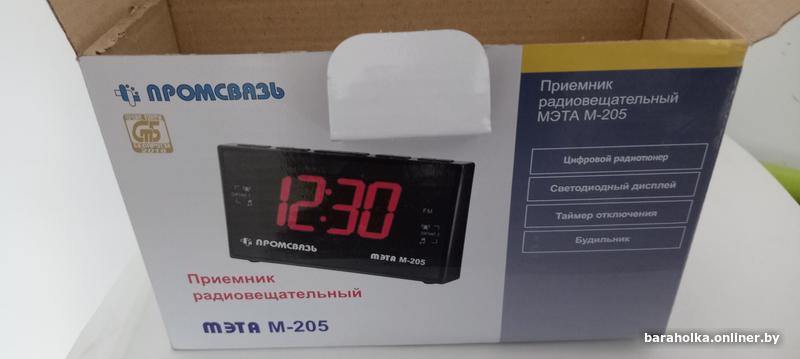 ПРОМСВЯЗЬ
2018
12:30
FM
ПРОМСВЯЗЬ
МЭТА М-205
Приемник
радиовещательный
МЭТА М-205
Приемник
радиовещательный
МЭТА М-205
Цифровой радиотюнер
Светодиодный дисплей
Таймер отключения
Будильник
baraholka.onliner.by